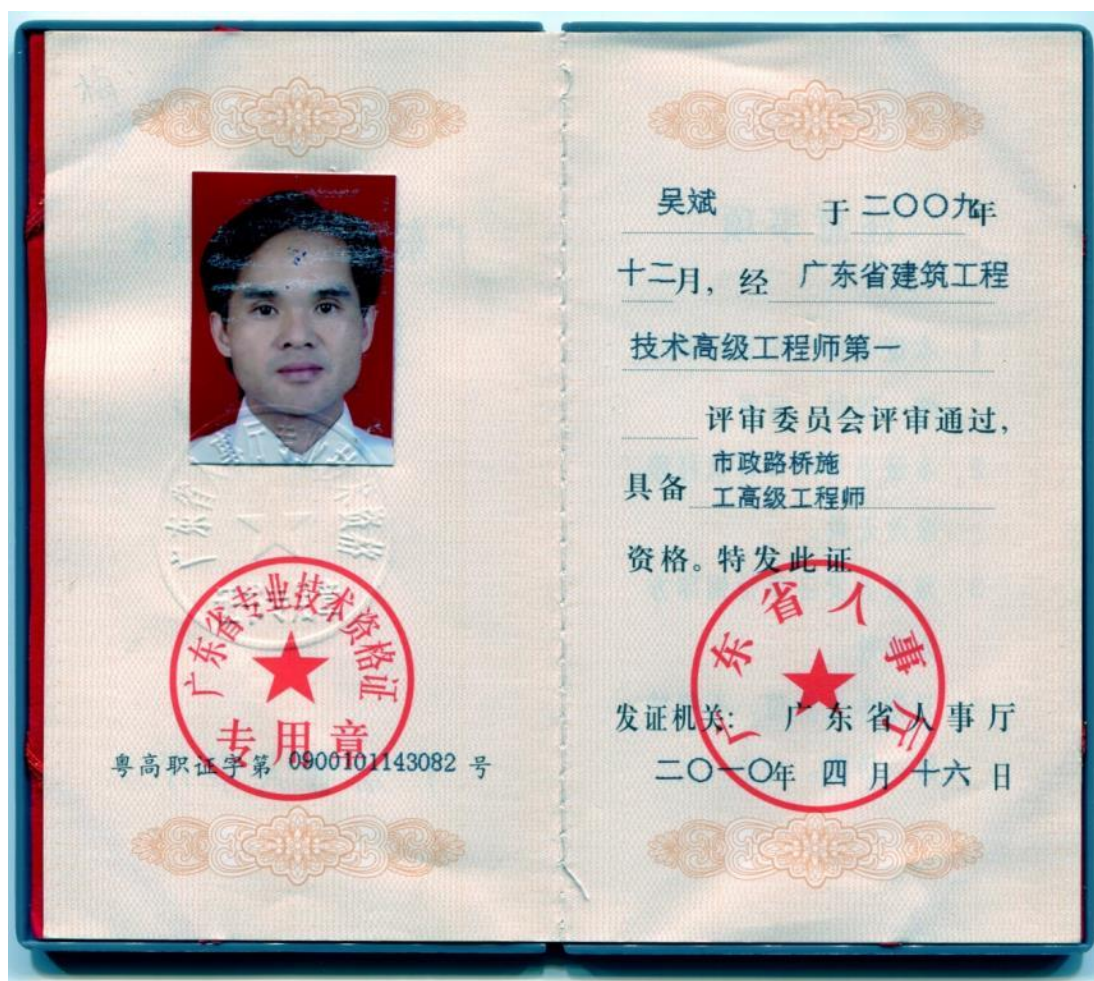 广东省专业技术资格证
专用章
粤高职证字第 0900101143082 号
吴斌 于 二〇〇九年
十二月, 经 广东省建筑工程
技术高级工程师第一
评审委员会评审通过,
具备 市政路桥施
工高级工程师
资格。特发此证
广东省人事厅
发证机关: 广东省人事厅
二〇一〇年 四 月 十六 日